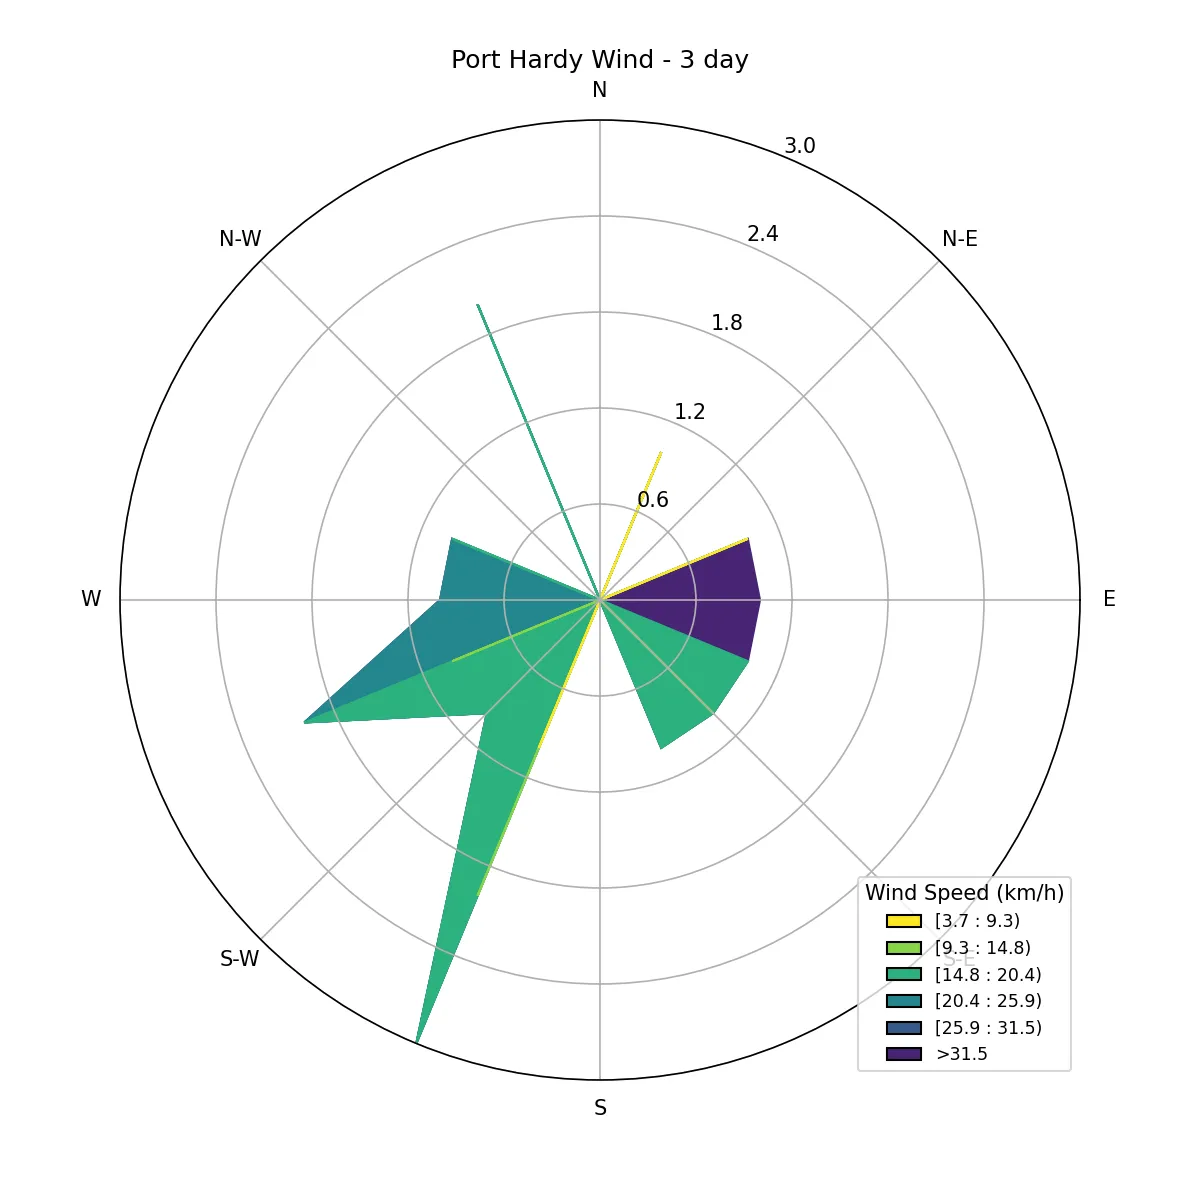 Port Hardy Wind - 3 day
N
3.0
N-W
2.4
N-E
1.8
1.2
0.6
W
E
Wind Speed (km/h)
[3.7 : 9.3)
[9.3 : 14.8)
S-W
S-E
[14.8 : 20.4)
[20.4 : 25.9)
[25.9 : 31.5)
>31.5
S